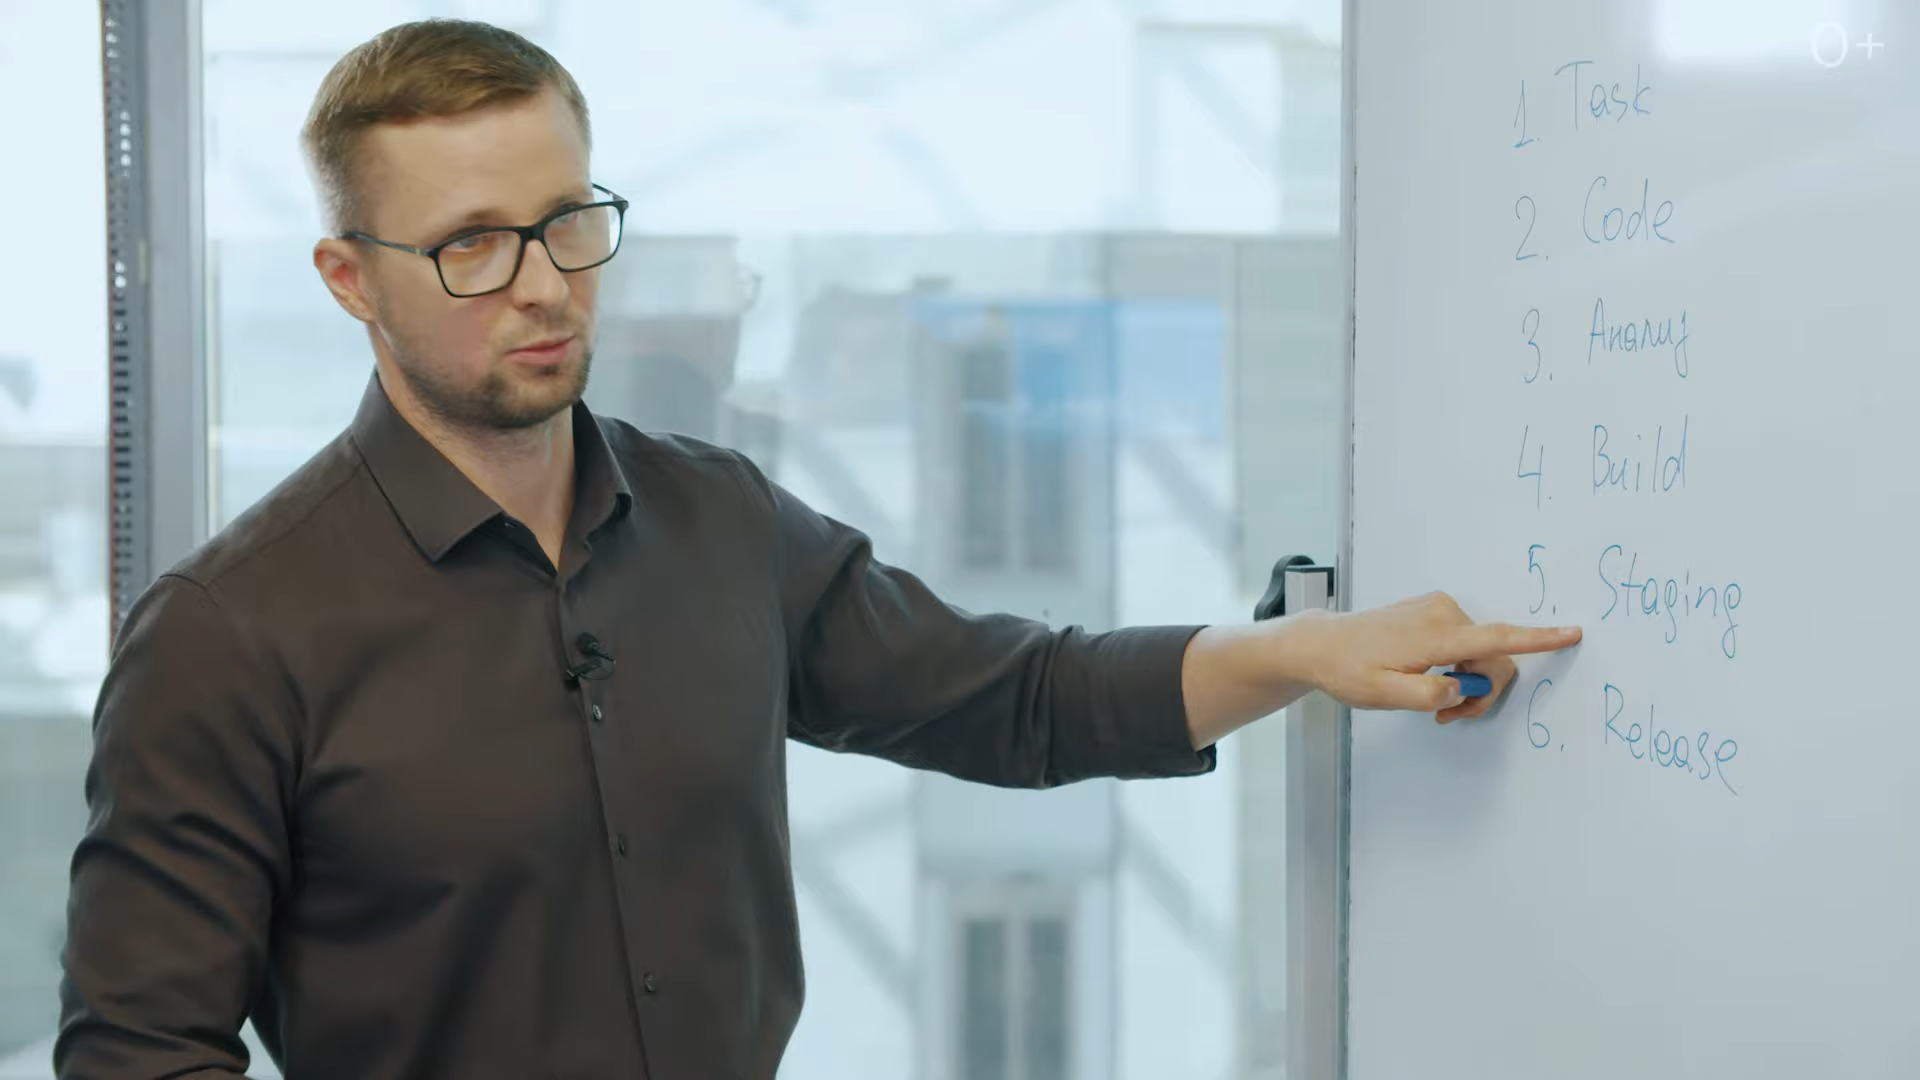 0+
1. Task
2. Code
3. Анализ
4. Build
5. Staging
6. Release